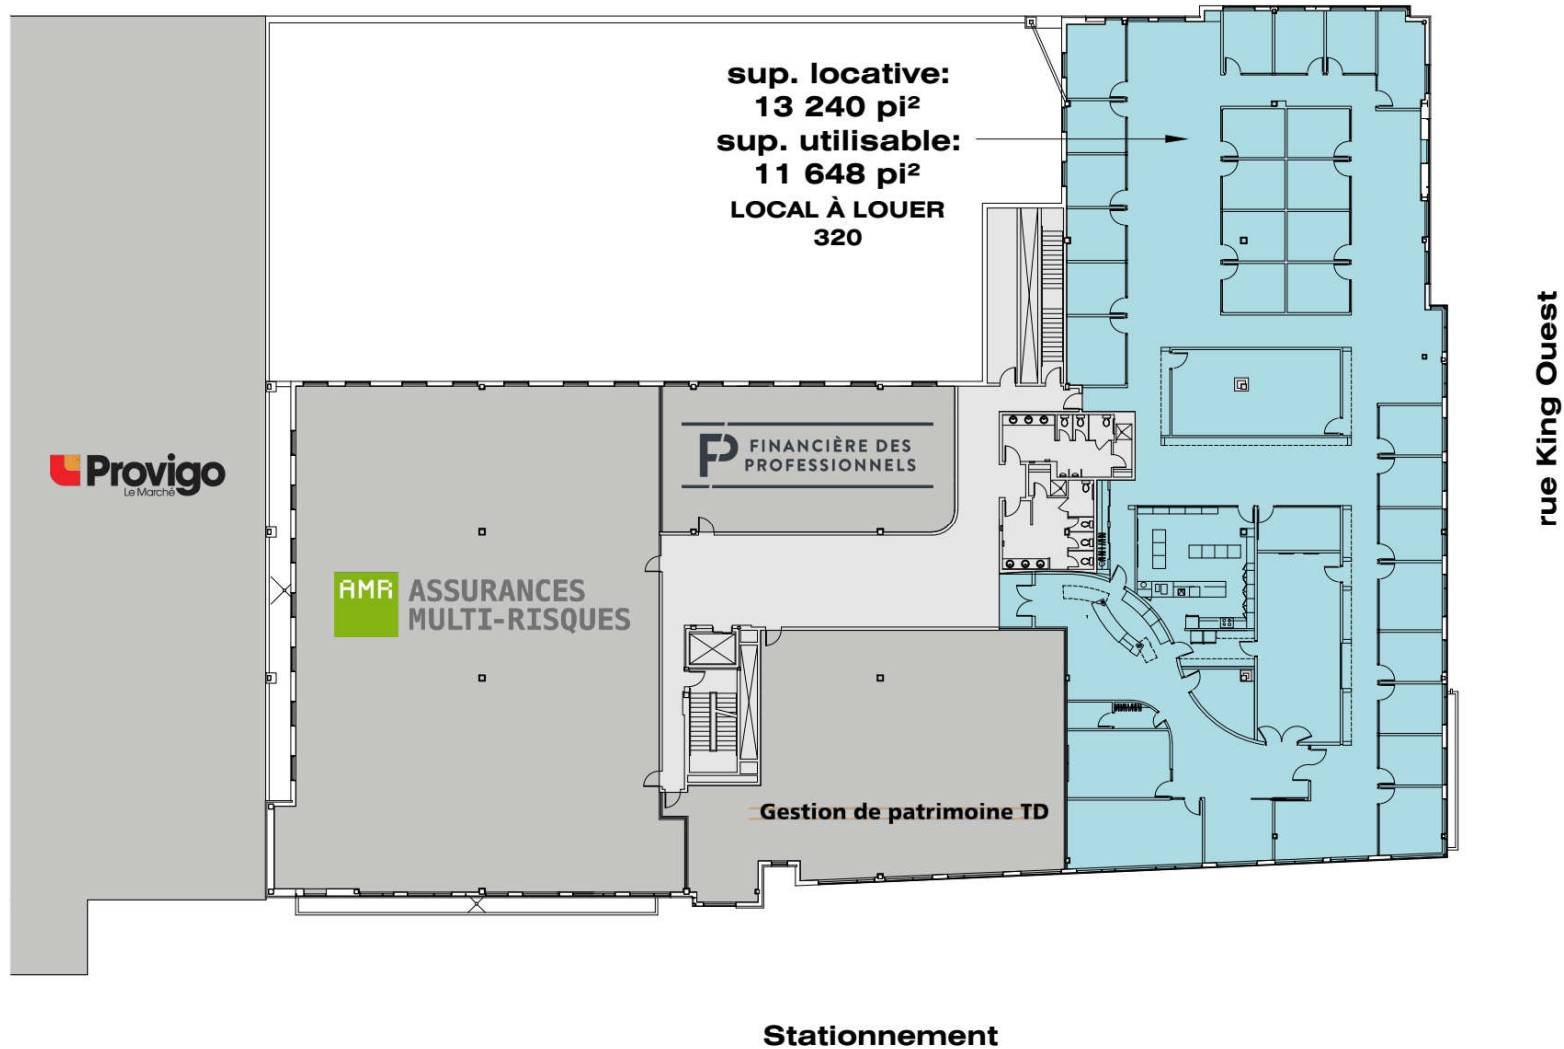 sup. locative:
13 240 pi²
sup. utilisable:
11 648 pi²
LOCAL À LOUER
320
rue King Ouest
Provigo
Le Marché
FP FINANCIÈRE DES
PROFESSIONNELS
AMR ASSURANCES
MULTI-RISQUES
Gestion de patrimoine TD
Stationnement